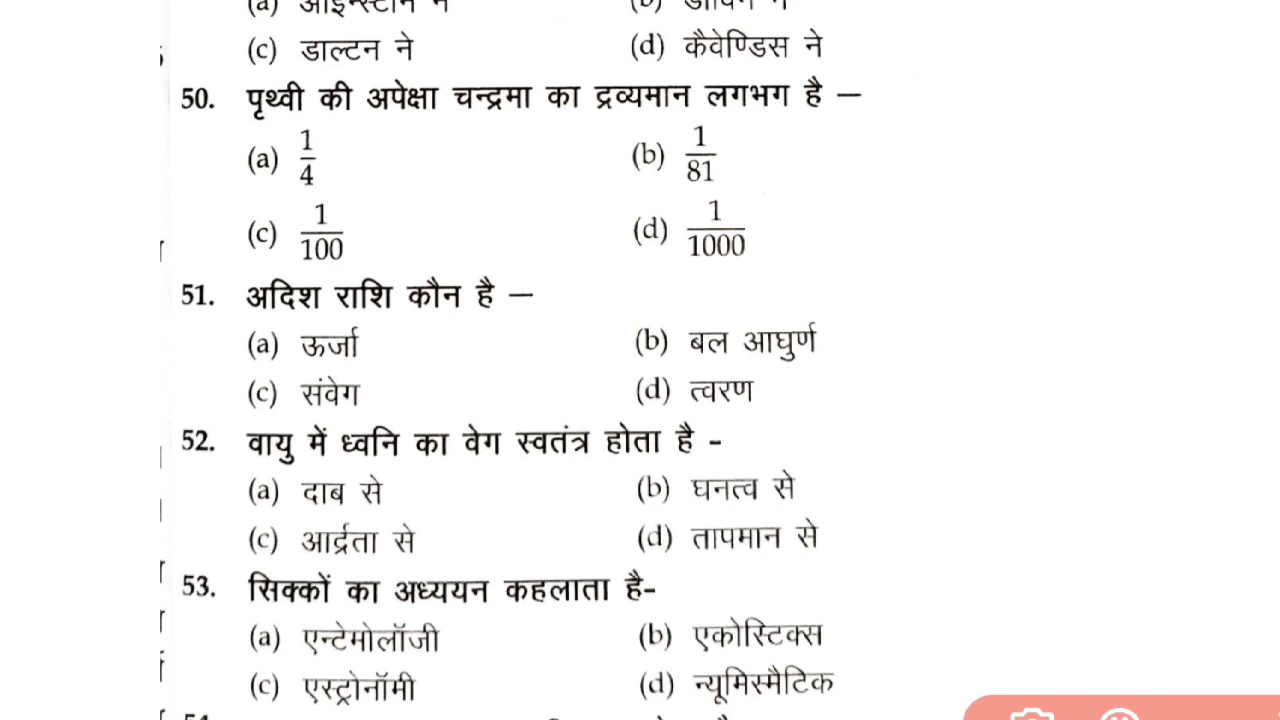 (c) डाल्टन ने (d) कैवेण्डिस ने
50. पृथ्वी की अपेक्षा चन्द्रमा का द्रव्यमान लगभग है —
(a) 1/4 (b) 1/81
(c) 1/100 (d) 1/1000
51. अदिश राशि कौन है —
(a) ऊर्जा (b) बल आघुर्ण
(c) संवेग (d) त्वरण
52. वायु में ध्वनि का वेग स्वतंत्र होता है -
(a) दाब से (b) घनत्व से
(c) आर्द्रता से (d) तापमान से
53. सिक्कों का अध्ययन कहलाता है-
(a) एन्टेमोलॉजी (b) एकोस्टिक्स
(c) एस्ट्रोनॉमी (d) न्यूमिस्मैटिक